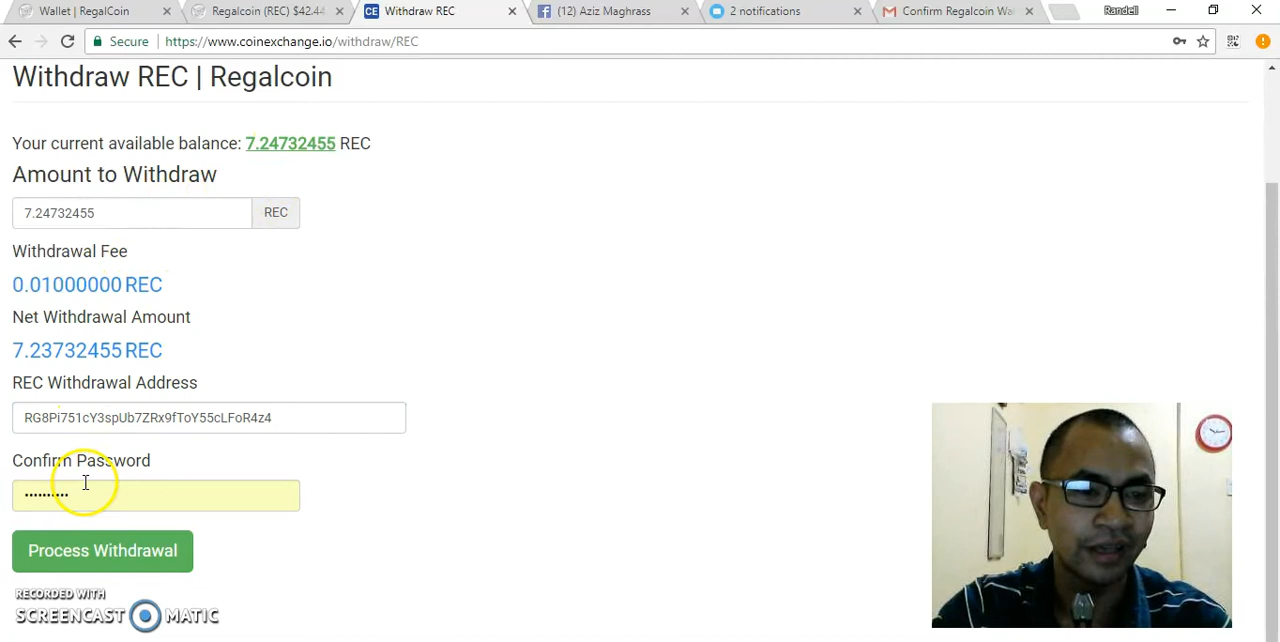 Wallet | RegalCoin
Regalcoin (REC) $42.44
CE Withdraw REC
(12) Aziz Maghrass
2 notifications
Confirm Regalcoin Wa
Randell
Secure | https://www.coinexchange.io/withdraw/REC
Withdraw REC | Regalcoin
Your current available balance: 7.24732455 REC
Amount to Withdraw
7.24732455 REC
Withdrawal Fee
0.01000000 REC
Net Withdrawal Amount
7.23732455 REC
REC Withdrawal Address
RG8Pi751cY3spUb7ZRx9fToY55cLFoR4z4
Confirm Password
••••••••••
Process Withdrawal
RECORDED WITH
SCREENCAST MATIC